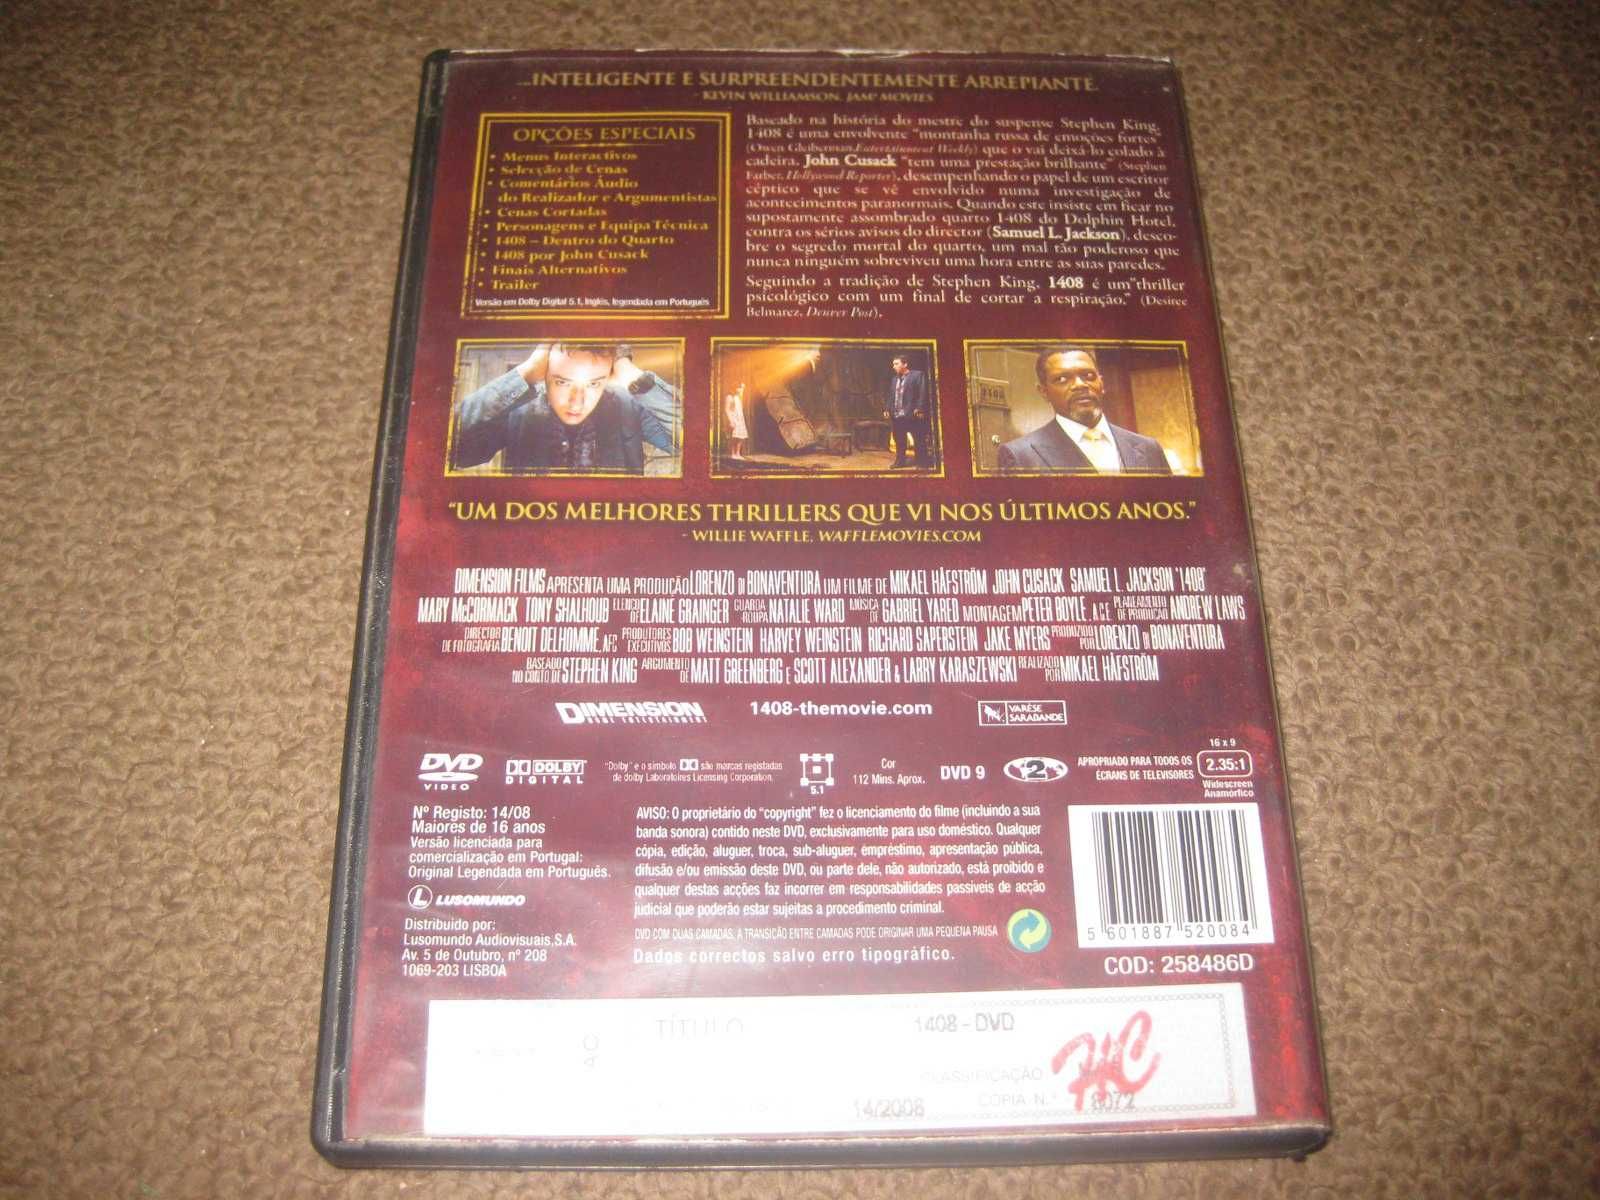 ...INTELIGENTE E SURPREENDENTEMENTE ARREPIANTE.
- KEVIN WILLIAMSON, JAM! MOVIES
OPÇÕES ESPECIAIS
• Menus Interactivos
• Selecção de Cenas
• Comentários Áudio
do Realizador e Argumentistas
• Cenas Cortadas
• Personagens e Equipa Técnica
• 1408 – Dentro do Quarto
• 1408 por John Cusack
• Finais Alternativos
• Trailer
Versão em Dolby Digital 5.1, Inglês, legendada em Português
Baseado na história do mestre do suspense Stephen King,
1408 é uma envolvente "montanha russa de emoções fortes"
(Owen Gleiberman, Entertainment Weekly) que o vai deixá-lo colado à
cadeira. John Cusack "tem uma prestação brilhante" (Stephen
Farber, Hollywood Reporter), desempenhando o papel de um escritor
céptico que se vê envolvido numa investigação de
acontecimentos paranormais. Quando este insiste em ficar no
supostamente assombrado quarto 1408 do Dolphin Hotel,
contra os sérios avisos do director (Samuel L. Jackson), desco-
bre o segredo mortal do quarto, um mal tão poderoso que
nunca ninguém sobreviveu uma hora entre as suas paredes.
Seguindo a tradição de Stephen King, 1408 é um "thriller
psicológico com um final de cortar a respiração." (Desiree
Belmarez, Denver Post).
1408
"UM DOS MELHORES THRILLERS QUE VI NOS ÚLTIMOS ANOS."
- WILLIE WAFFLE, WAFFLEMOVIES.COM
DIMENSION FILMS APRESENTA UMA PRODUÇÃO LORENZO DI BONAVENTURA UM FILME DE MIKAEL HÅFSTRÖM JOHN CUSACK SAMUEL L. JACKSON "1408"
MARY McCORMACK TONY SHALHOUB ELENCO DE ELAINE GRAINGER GUARDA ROUPA NATALIE WARD MÚSICA DE GABRIEL YARED MONTAGEM PETER BOYLE, A.C.E. PLANEAMENTO DE PRODUÇÃO ANDREW LAWS
DIRECTOR DE FOTOGRAFIA BENOIT DELHOMME, AFC PRODUTORES EXECUTIVOS BOB WEINSTEIN HARVEY WEINSTEIN RICHARD SAPERSTEIN JAKE MYERS PRODUZIDO POR LORENZO DI BONAVENTURA
BASEADO NO CONTO DE STEPHEN KING ARGUMENTO DE MATT GREENBERG E SCOTT ALEXANDER & LARRY KARASZEWSKI REALIZADO POR MIKAEL HÅFSTRÖM
DIMENSION
HOME ENTERTAINMENT
1408-themovie.com
VARÈSE
SARABANDE
DVD
VIDEO
DOLBY
DIGITAL
"Dolby" e o símbolo são marcas registadas
de dolby Laboratoires Licensing Corporation.
5.1
Cor
112 Mins. Aprox.
DVD 9
2
APROPRIADO PARA TODOS OS
ÉCRANS DE TELEVISORES
16 x 9
2.35:1
Widescreen
Anamórfico
Nº Registo: 14/08
Maiores de 16 anos
Versão licenciada para
comercialização em Portugal:
Original Legendada em Português.
L LUSOMUNDO
Distribuido por:
Lusomundo Audiovisuais,S.A.
Av. 5 de Outubro, nº 208
1069-203 LISBOA
AVISO: O proprietário do "copyright" fez o licenciamento do filme (incluindo a sua
banda sonora) contido neste DVD, exclusivamente para uso doméstico. Qualquer
cópia, edição, aluguer, troca, sub-aluguer, empréstimo, apresentação pública,
difusão e/ou emissão deste DVD, ou parte dele, não autorizado, está proibido e
qualquer destas acções faz incorrer em responsabilidades passiveis de acção
judicial que poderão estar sujeitas a procedimento criminal.
DVD COM DUAS CAMADAS, A TRANSIÇÃO ENTRE CAMADAS PODE ORIGINAR UMA PEQUENA PAUSA
Dados correctos salvo erro tipográfico.
5 601887 520084
COD: 258486D
TÍTULO
1408 - DVD
CLASSIFICAÇÃO
14/2008
COPIA N.º
8072